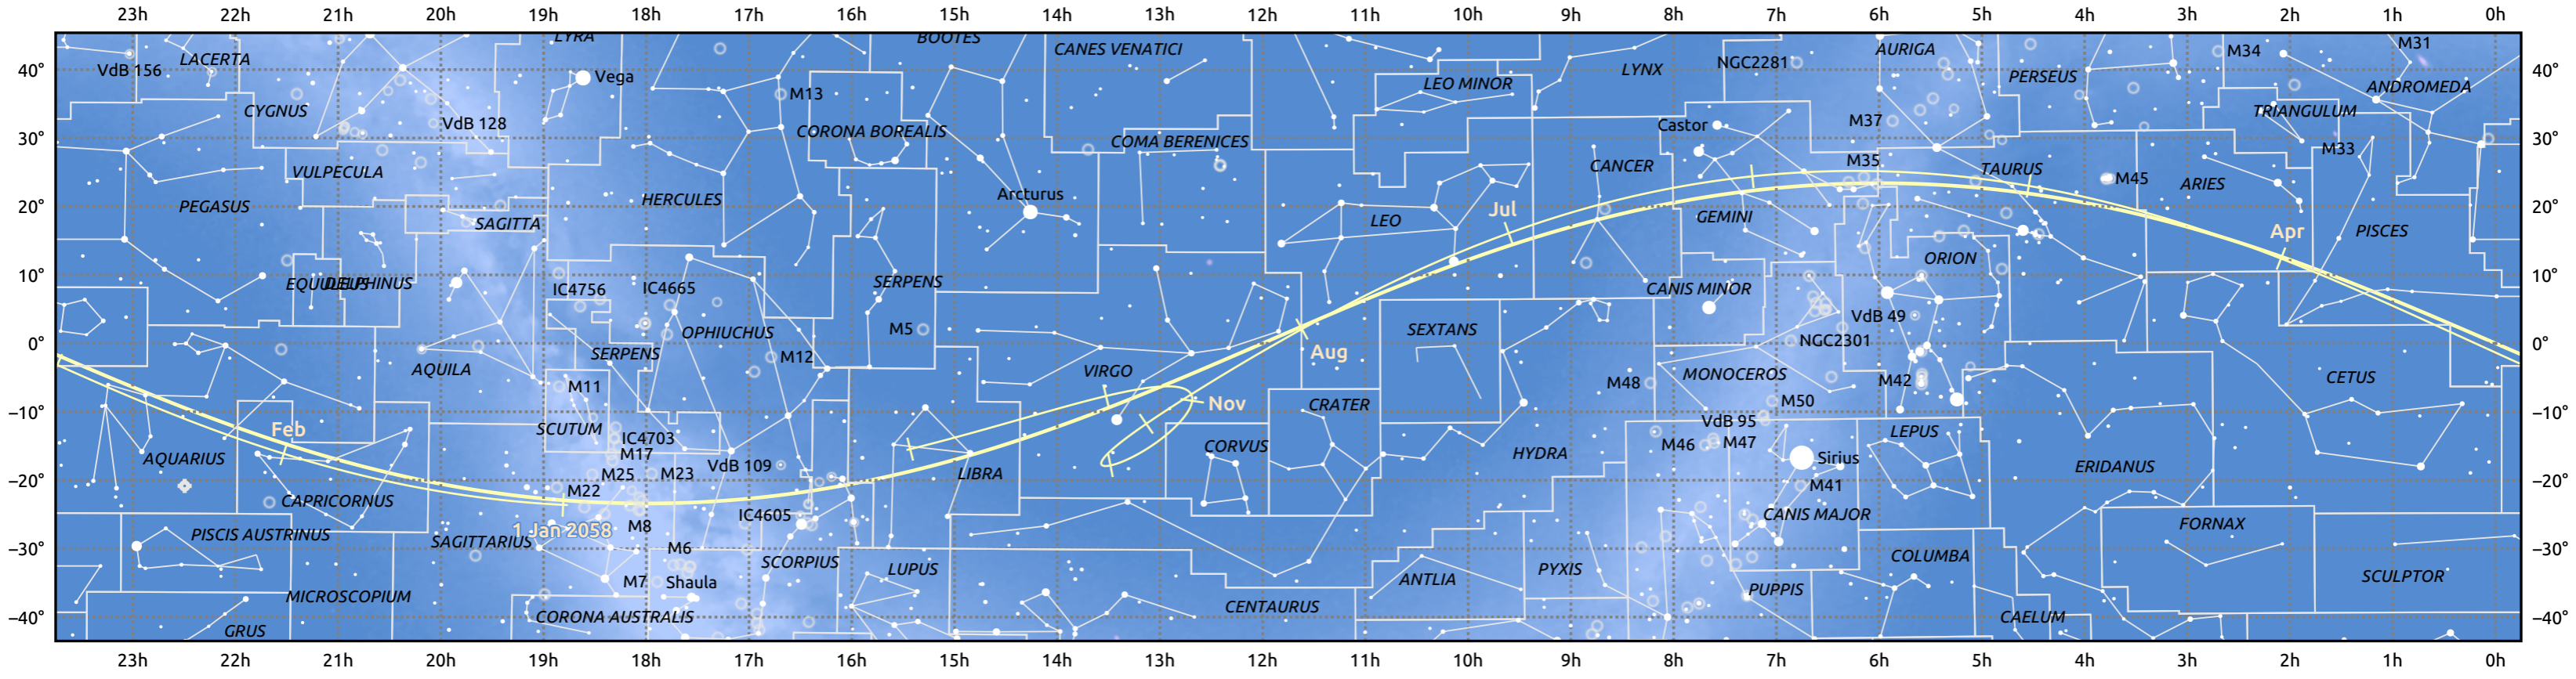 23h 22h 21h 20h 19h 18h 17h 16h 15h 14h 13h 12h 11h 10h 9h 8h 7h 6h 5h 4h 3h 2h 1h 0h
LYRA BOOTES CANES VENATICI AURIGA M31
LACERTA M34
40° VdB 156 Vega LEO MINOR LYNX NGC2281 PERSEUS ANDROMEDA 40°
CYGNUS M13 TRIANGULUM
VdB 128 CORONA BOREALIS Castor M37
30° COMA BERENICES M33 30°
VULPECULA CANCER M35 TAURUS
HERCULES Arcturus M45 ARIES
20° PEGASUS SAGITTA LEO Jul GEMINI 20°
Apr PISCES
ORION
10° EQUULEUS DELPHINUS IC4756 IC4665 SERPENS CANIS MINOR 10°
OPHIUCHUS M5 SEXTANS VdB 49
0° SERPENS M12 Aug NGC2301 0°
AQUILA VIRGO MONOCEROS CETUS
M11 M48 M42
−10° Nov CRATER M50 −10°
Feb SCUTUM IC4703 VdB 95 LEPUS
M17 CORVUS HYDRA M46 M47
AQUARIUS M25 M23 VdB 109 LIBRA Sirius ERIDANUS
−20° M22 M41 −20°
CAPRICORNUS IC4605 CANIS MAJOR
PISCIS AUSTRINUS 1 Jan 2058 M8 FORNAX
SAGITTARIUS
−30° M6 SCORPIUS COLUMBA −30°
LUPUS ANTLIA PYXIS SCULPTOR
MICROSCOPIUM M7 Shaula PUPPIS
−40° CORONA AUSTRALIS CENTAURUS CAELUM −40°
GRUS
23h 22h 21h 20h 19h 18h 17h 16h 15h 14h 13h 12h 11h 10h 9h 8h 7h 6h 5h 4h 3h 2h 1h 0h